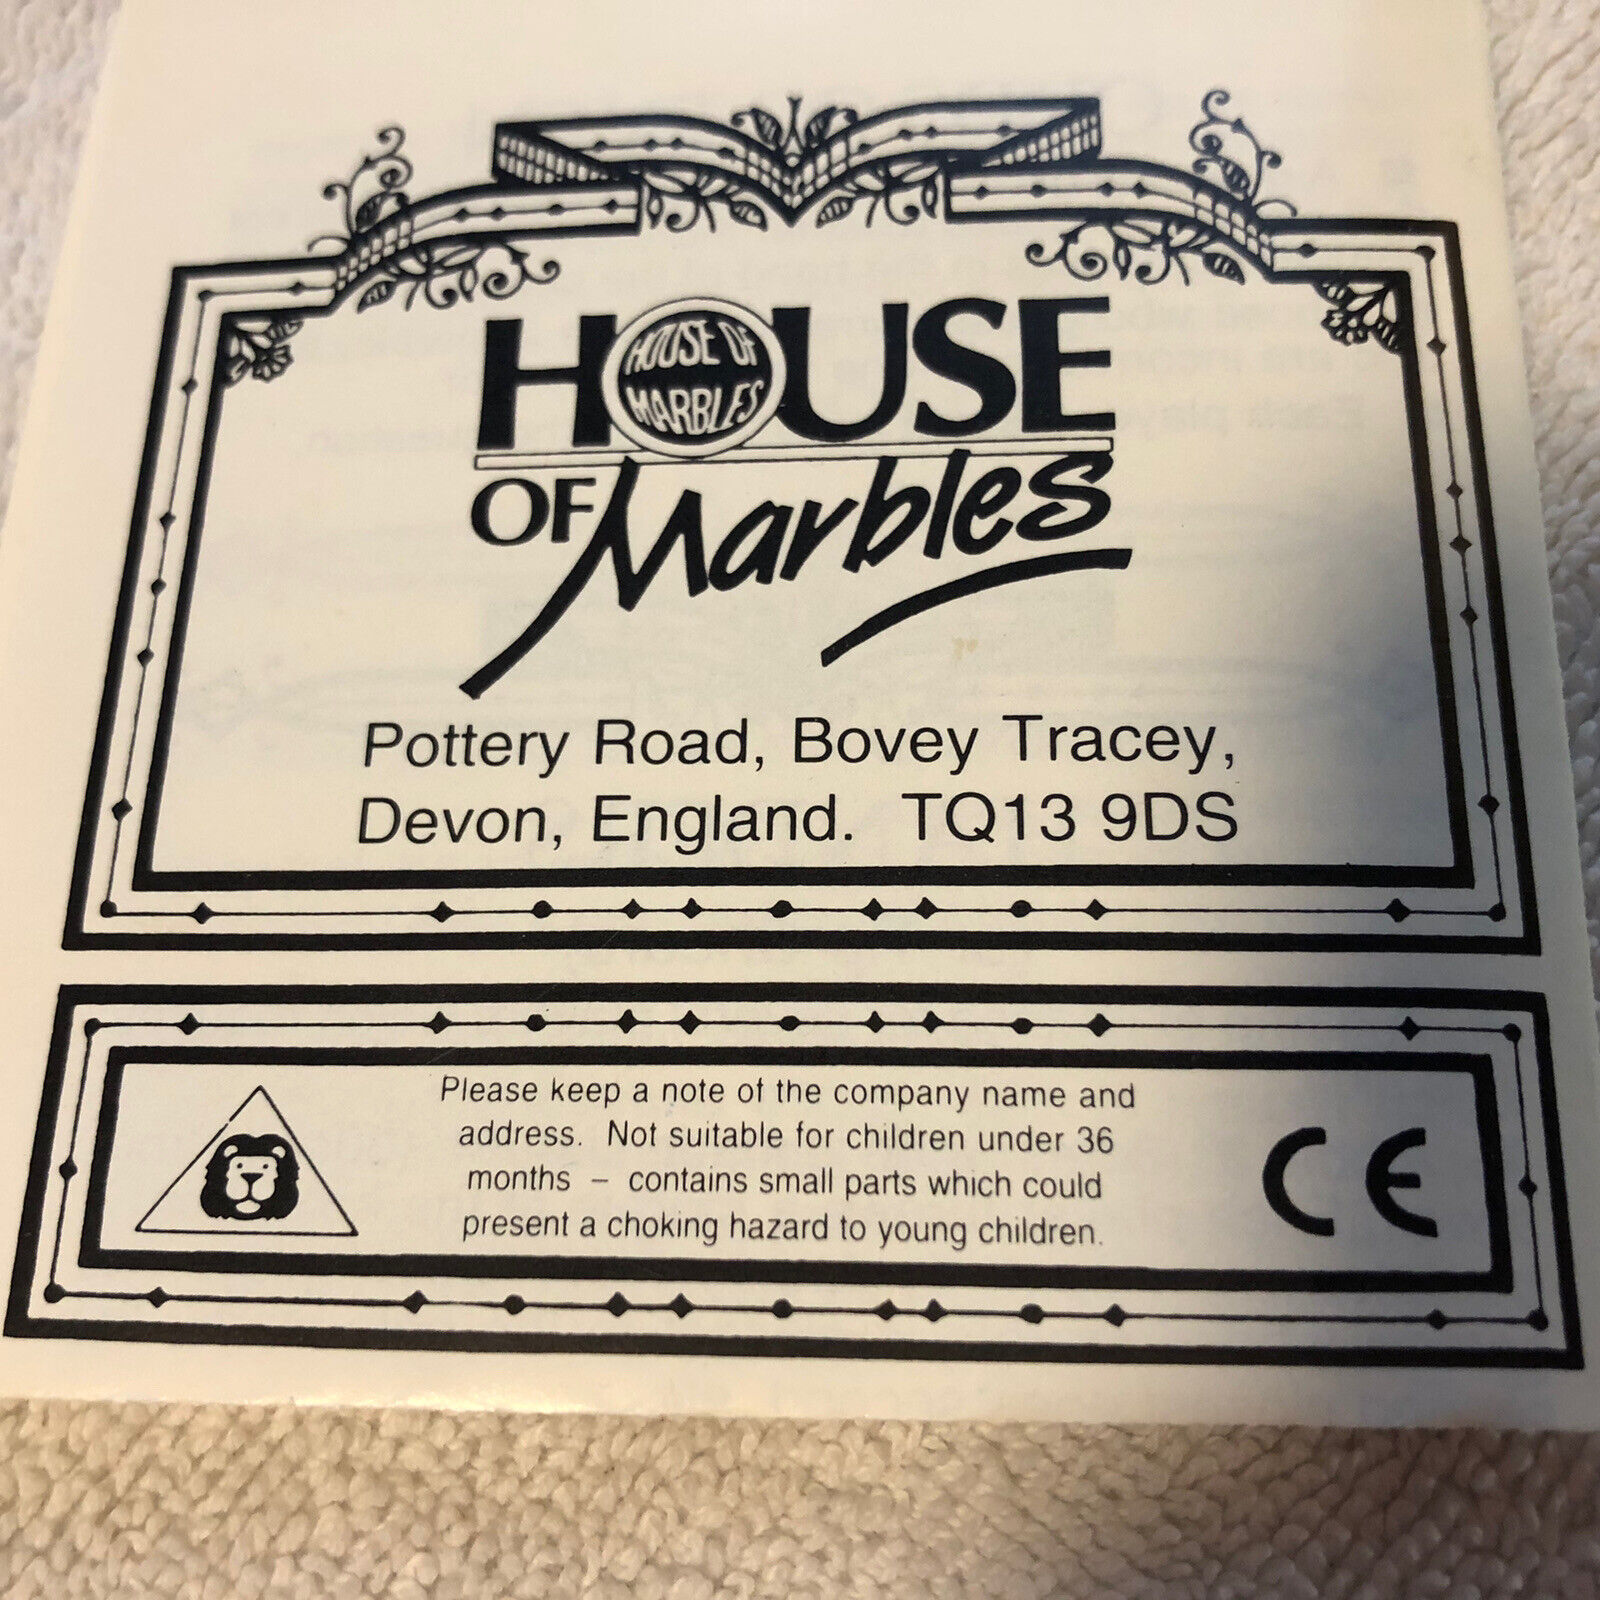 HOUSE
HOUSE OF
MARBLES
OF Marbles
Pottery Road, Bovey Tracey,
Devon, England. TQ13 9DS
Please keep a note of the company name and
address. Not suitable for children under 36
months – contains small parts which could
present a choking hazard to young children.
CE